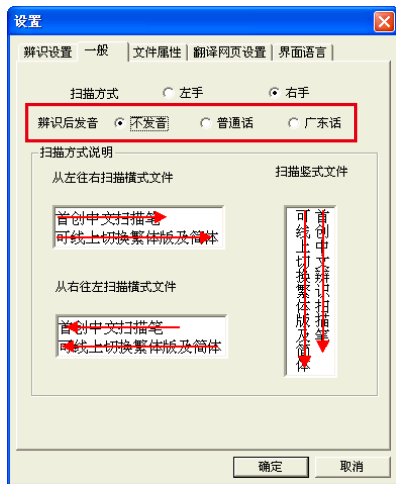 设置
辨识设置 一般 文件属性 翻译网页设置 界面语言
扫描方式 左手 右手
辨识后发音 不发音 普通话 广东话
扫描方式说明
从左往右扫描横式文件
首创中文扫描笔
可线上切换繁体版及简体
从右往左扫描横式文件
首创中文扫描笔
可线上切换繁体版及简体
扫描竖式文件
首创中文辨识扫描笔
可线上切换繁体版及简体
确定 取消